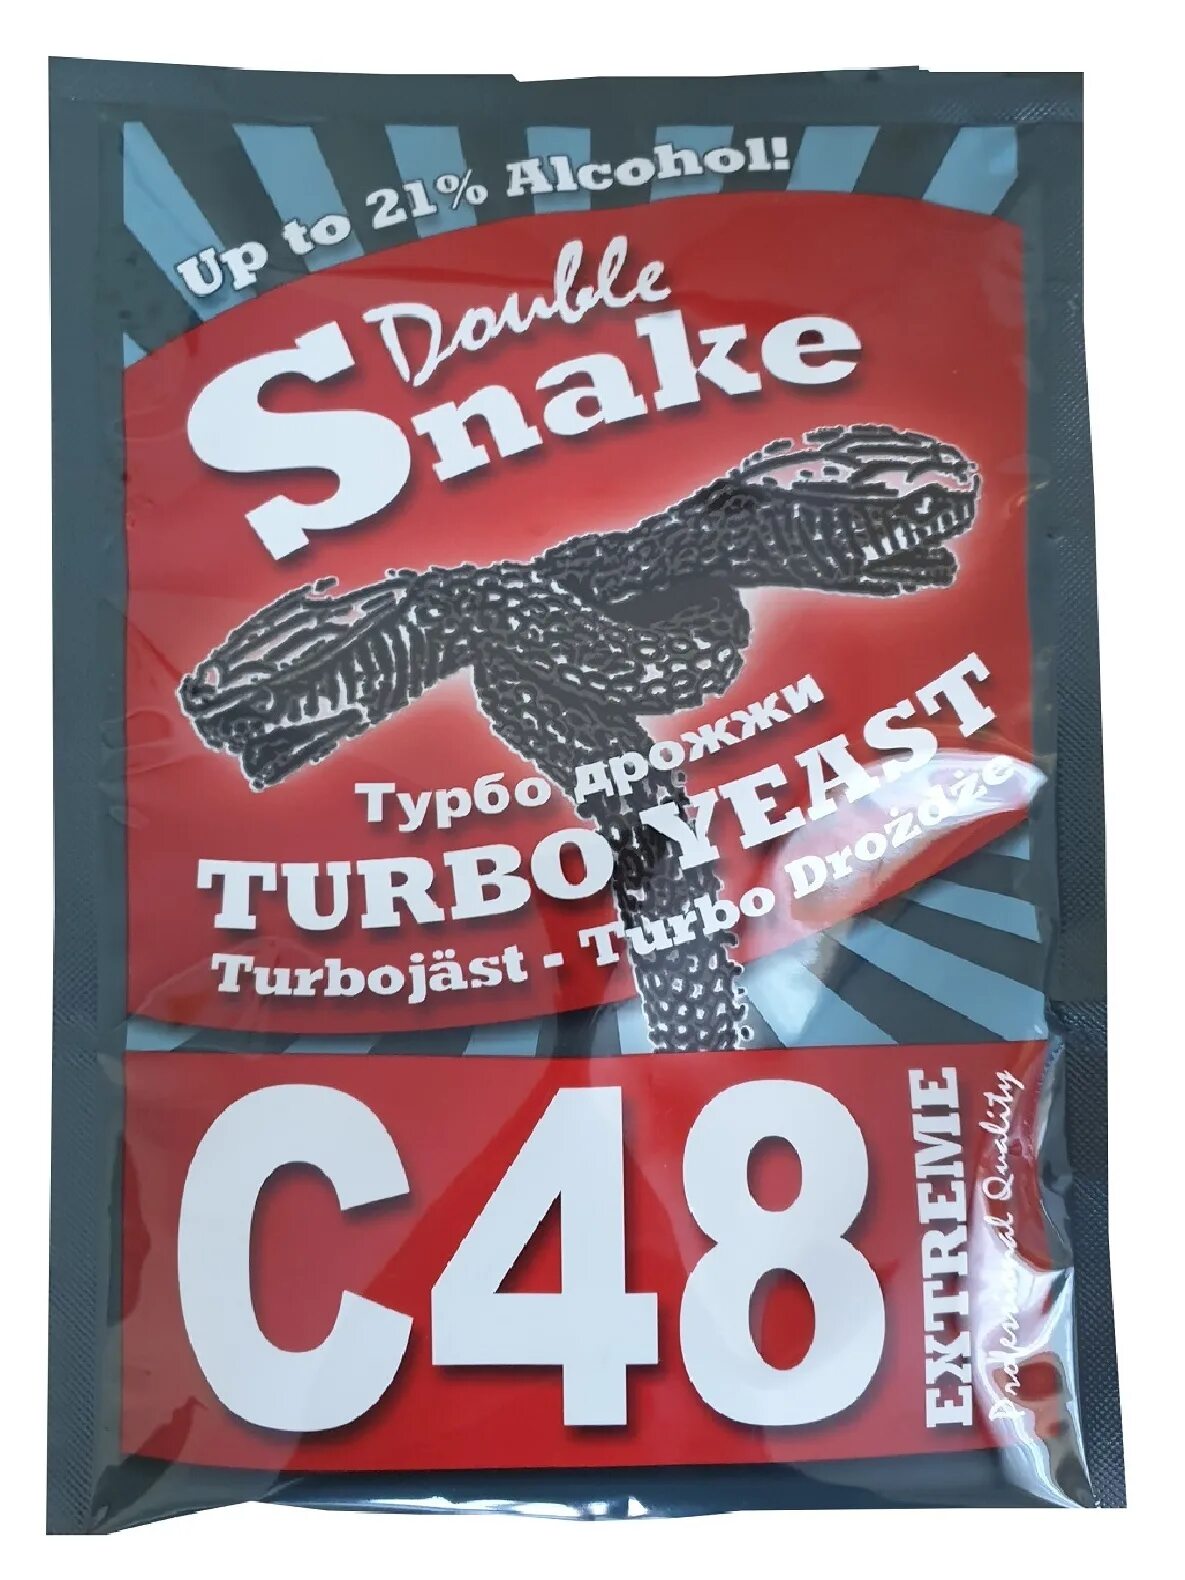 Up to 21% Alcohol!
Double
Snake
Турбо дрожжи
TURBO YEAST
Turbojäst - Turbo Drożdże
C48
EXTREME
Professional Quality